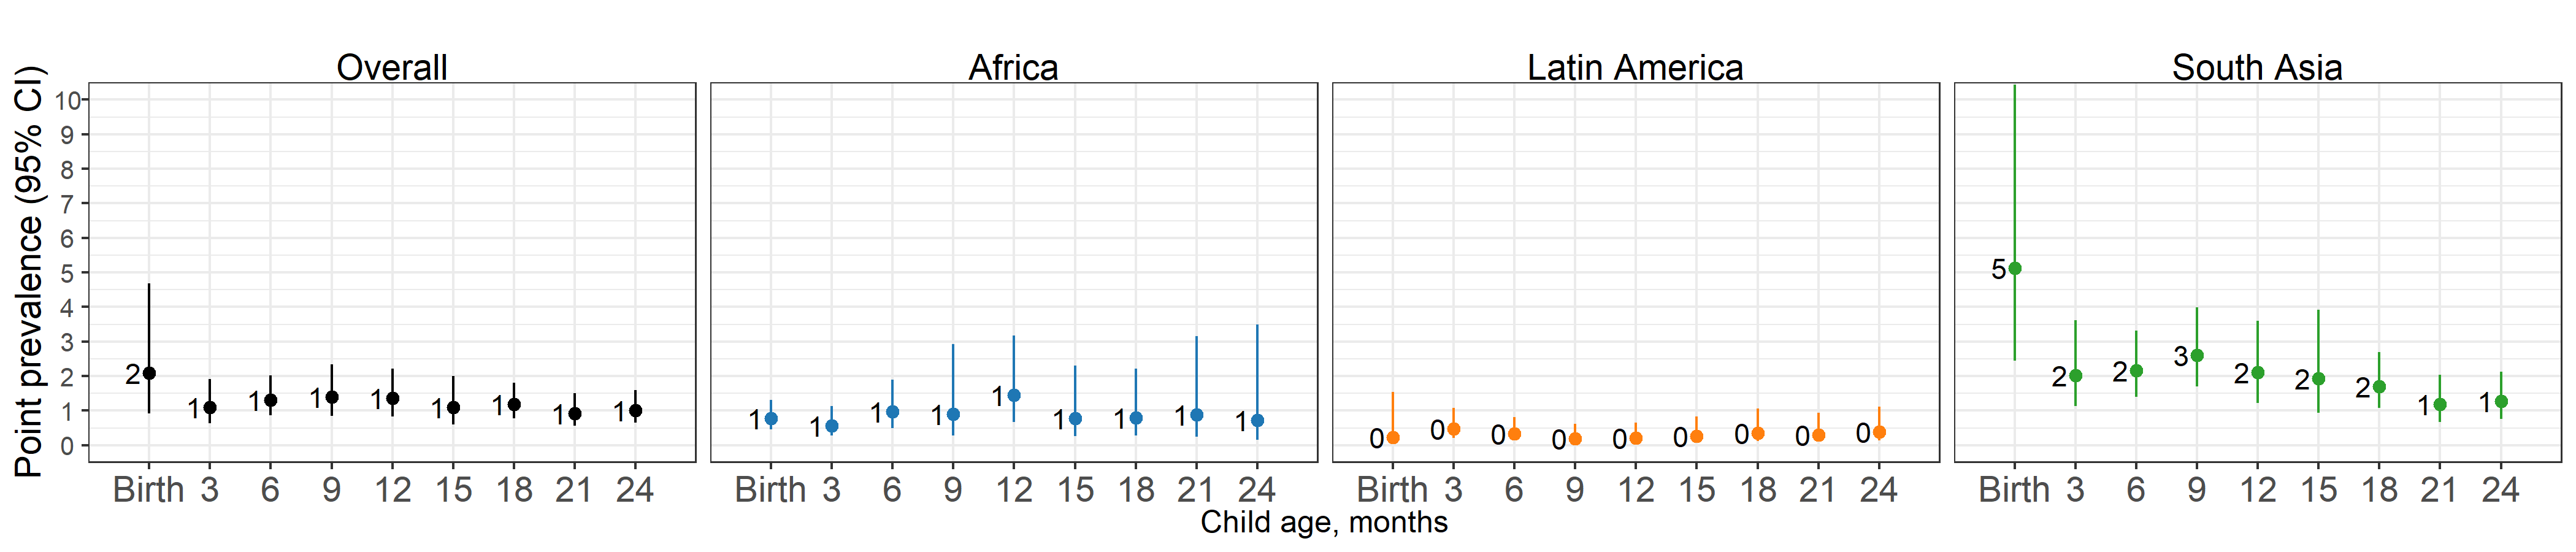 Overall
Africa
Latin America
South Asia
Point prevalence (95% CI)
10
9
8
7
6
5
4
3
2
1
0
2 1 1 1 1 1 1 1 1
1 1 1 1 1 1 1 1 1
0 0 0 0 0 0 0 0 0
5 2 2 3 2 2 2 1 1
Birth 3 6 9 12 15 18 21 24
Birth 3 6 9 12 15 18 21 24
Birth 3 6 9 12 15 18 21 24
Birth 3 6 9 12 15 18 21 24
Child age, months